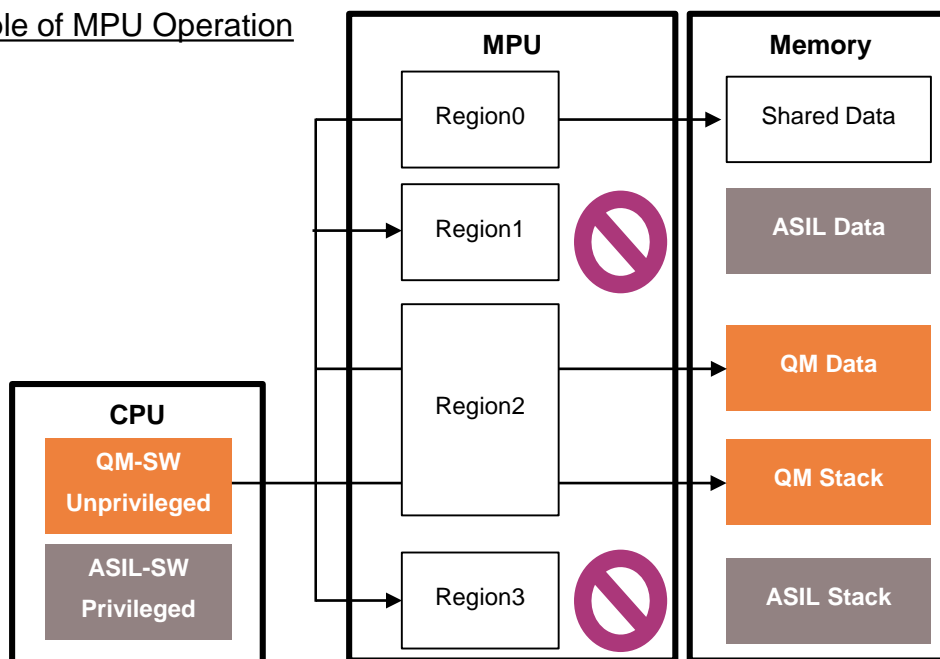 le of MPU Operation
MPU
Memory
Region0
Shared Data
Region1
ASIL Data
Region2
QM Data
CPU
QM-SW
Unprivileged
QM Stack
ASIL-SW
Privileged
Region3
ASIL Stack